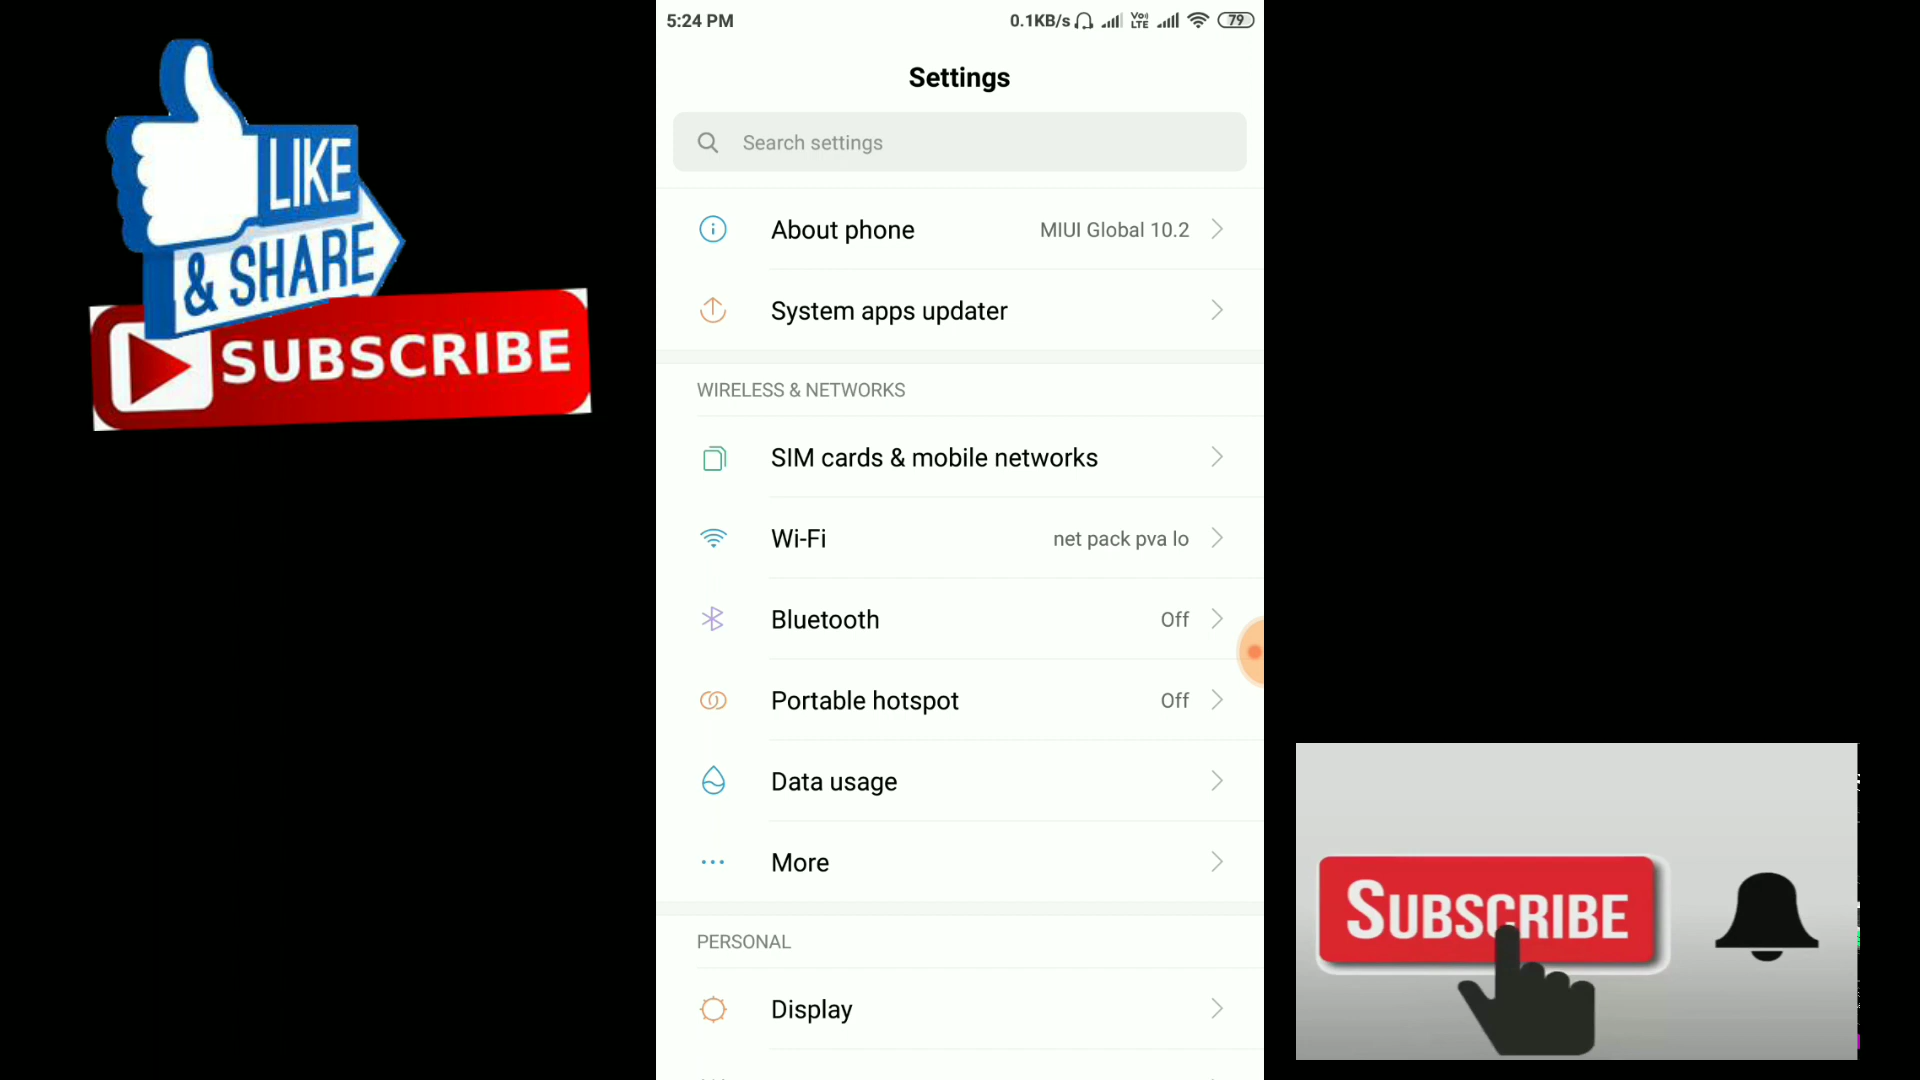 LIKE
& SHARE
SUBSCRIBE
5:24 PM
0.1KB/s Vo) LTE 79
Settings
Search settings
About phone MIUI Global 10.2
System apps updater
WIRELESS & NETWORKS
SIM cards & mobile networks
Wi-Fi net pack pva lo
Bluetooth Off
Portable hotspot Off
Data usage
More
PERSONAL
Display
SUBSCRIBE